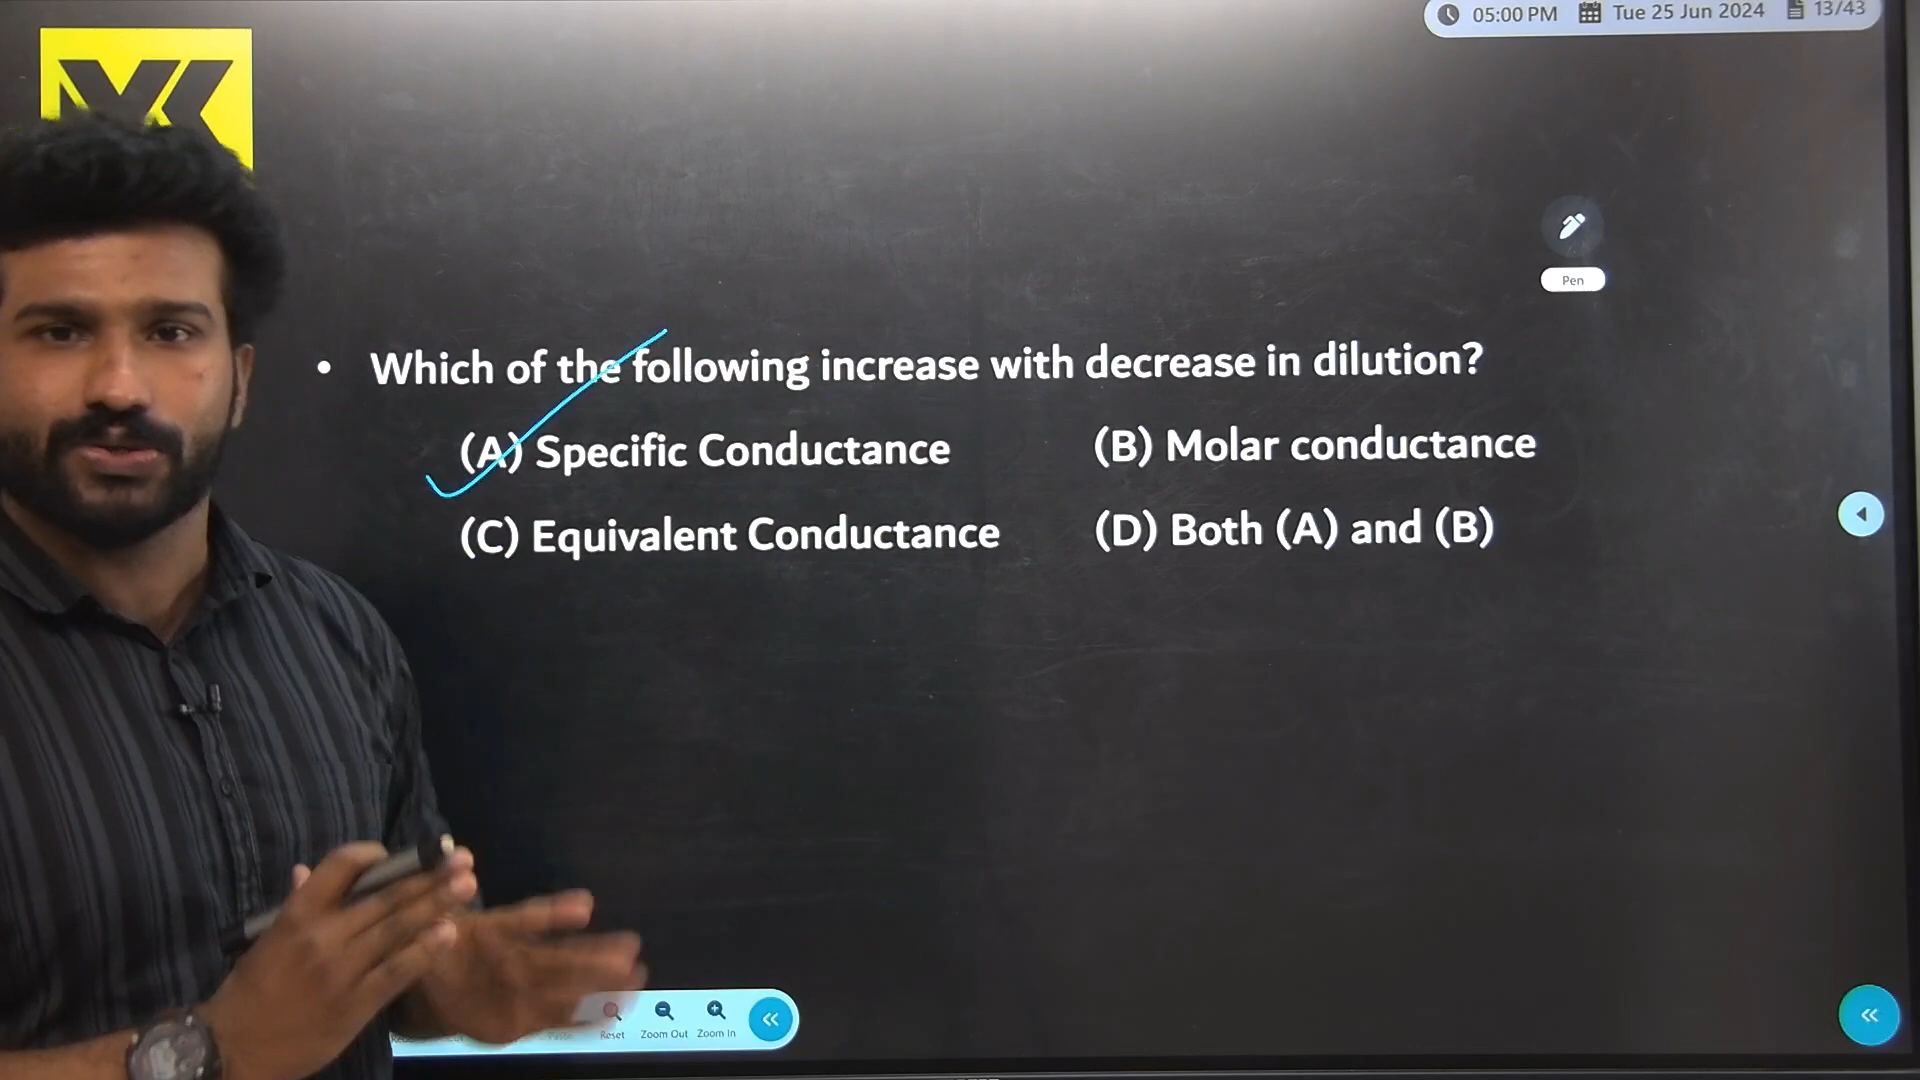 05:00 PM Tue 25 Jun 2024 13/43
Pen
• Which of the following increase with decrease in dilution?
(A) Specific Conductance (B) Molar conductance
(C) Equivalent Conductance (D) Both (A) and (B)
Reset Zoom Out Zoom In